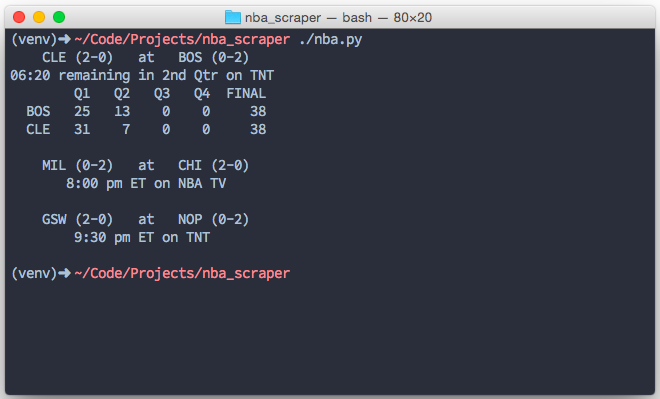 nba_scraper — bash — 80×20
(venv)➜ ~/Code/Projects/nba_scraper ./nba.py
    CLE (2-0)   at   BOS (0-2)
06:20 remaining in 2nd Qtr on TNT
        Q1   Q2   Q3   Q4  FINAL
  BOS   25   13    0    0     38
  CLE   31    7    0    0     38
    MIL (0-2)   at   CHI (2-0)
       8:00 pm ET on NBA TV
    GSW (2-0)   at   NOP (0-2)
        9:30 pm ET on TNT
(venv)➜ ~/Code/Projects/nba_scraper